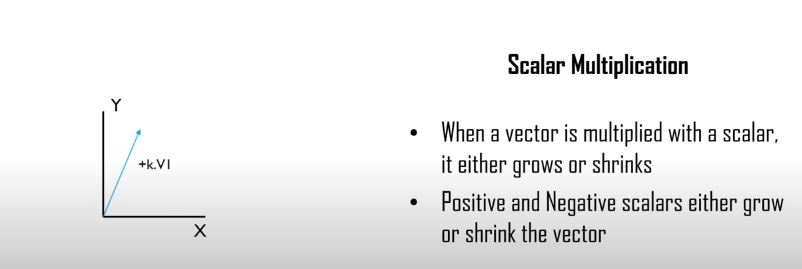 Scalar Multiplication
Y
+k.V1
X
• When a vector is multiplied with a scalar,
it either grows or shrinks
• Positive and Negative scalars either grow
or shrink the vector